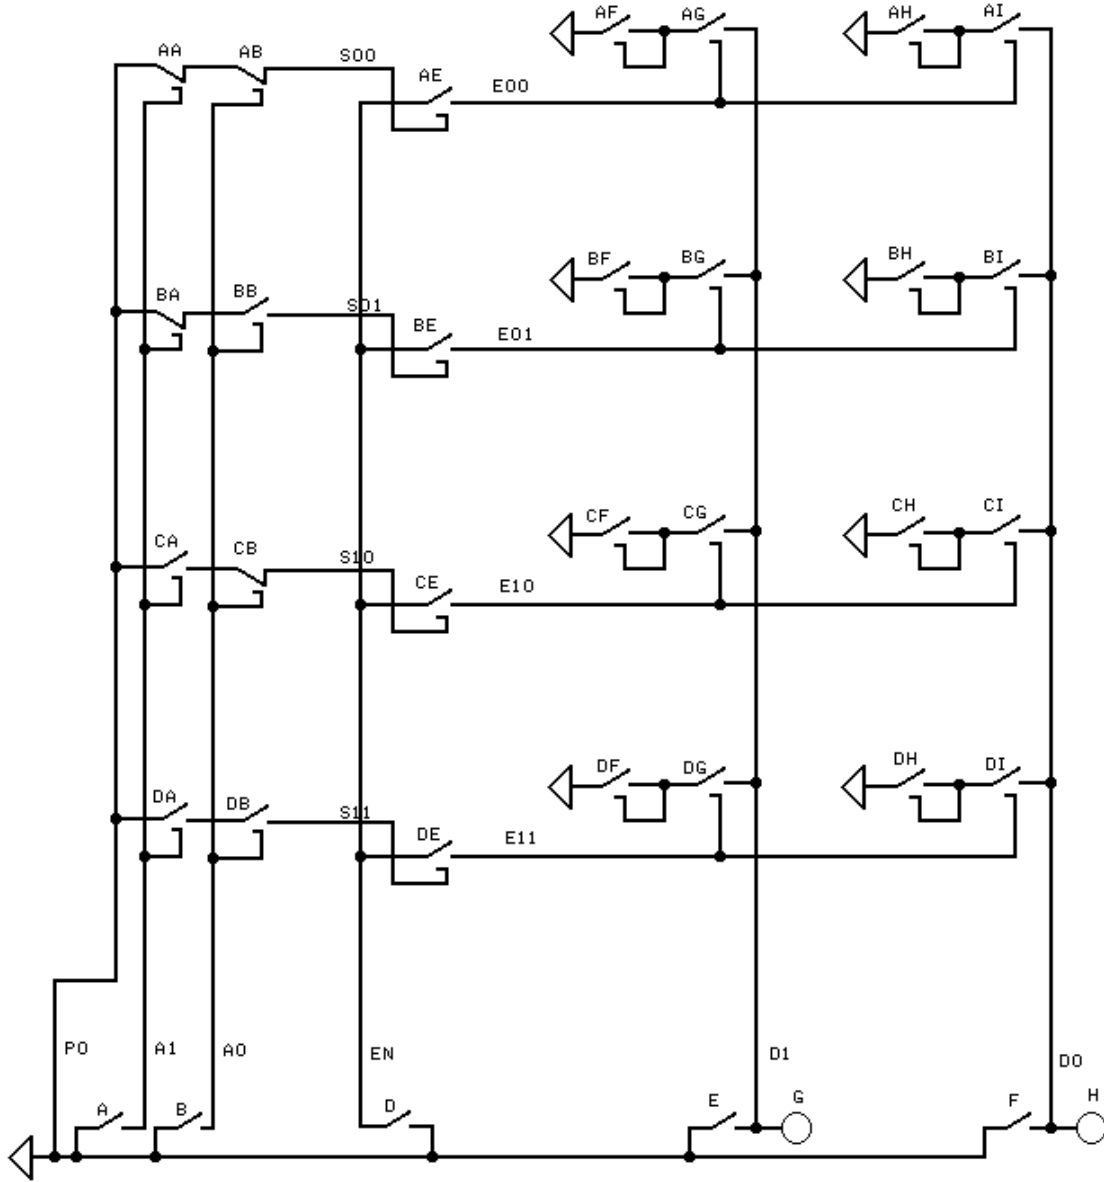 AF AG AH AI
AA AB S00 AE E00
BF BG BH BI
BA BB S01 BE E01
CF CG CH CI
CA CB S10 CE E10
DF DG DH DI
DA DB S11 DE E11
P0 A1 A0 EN D1 D0
A B D E G F H